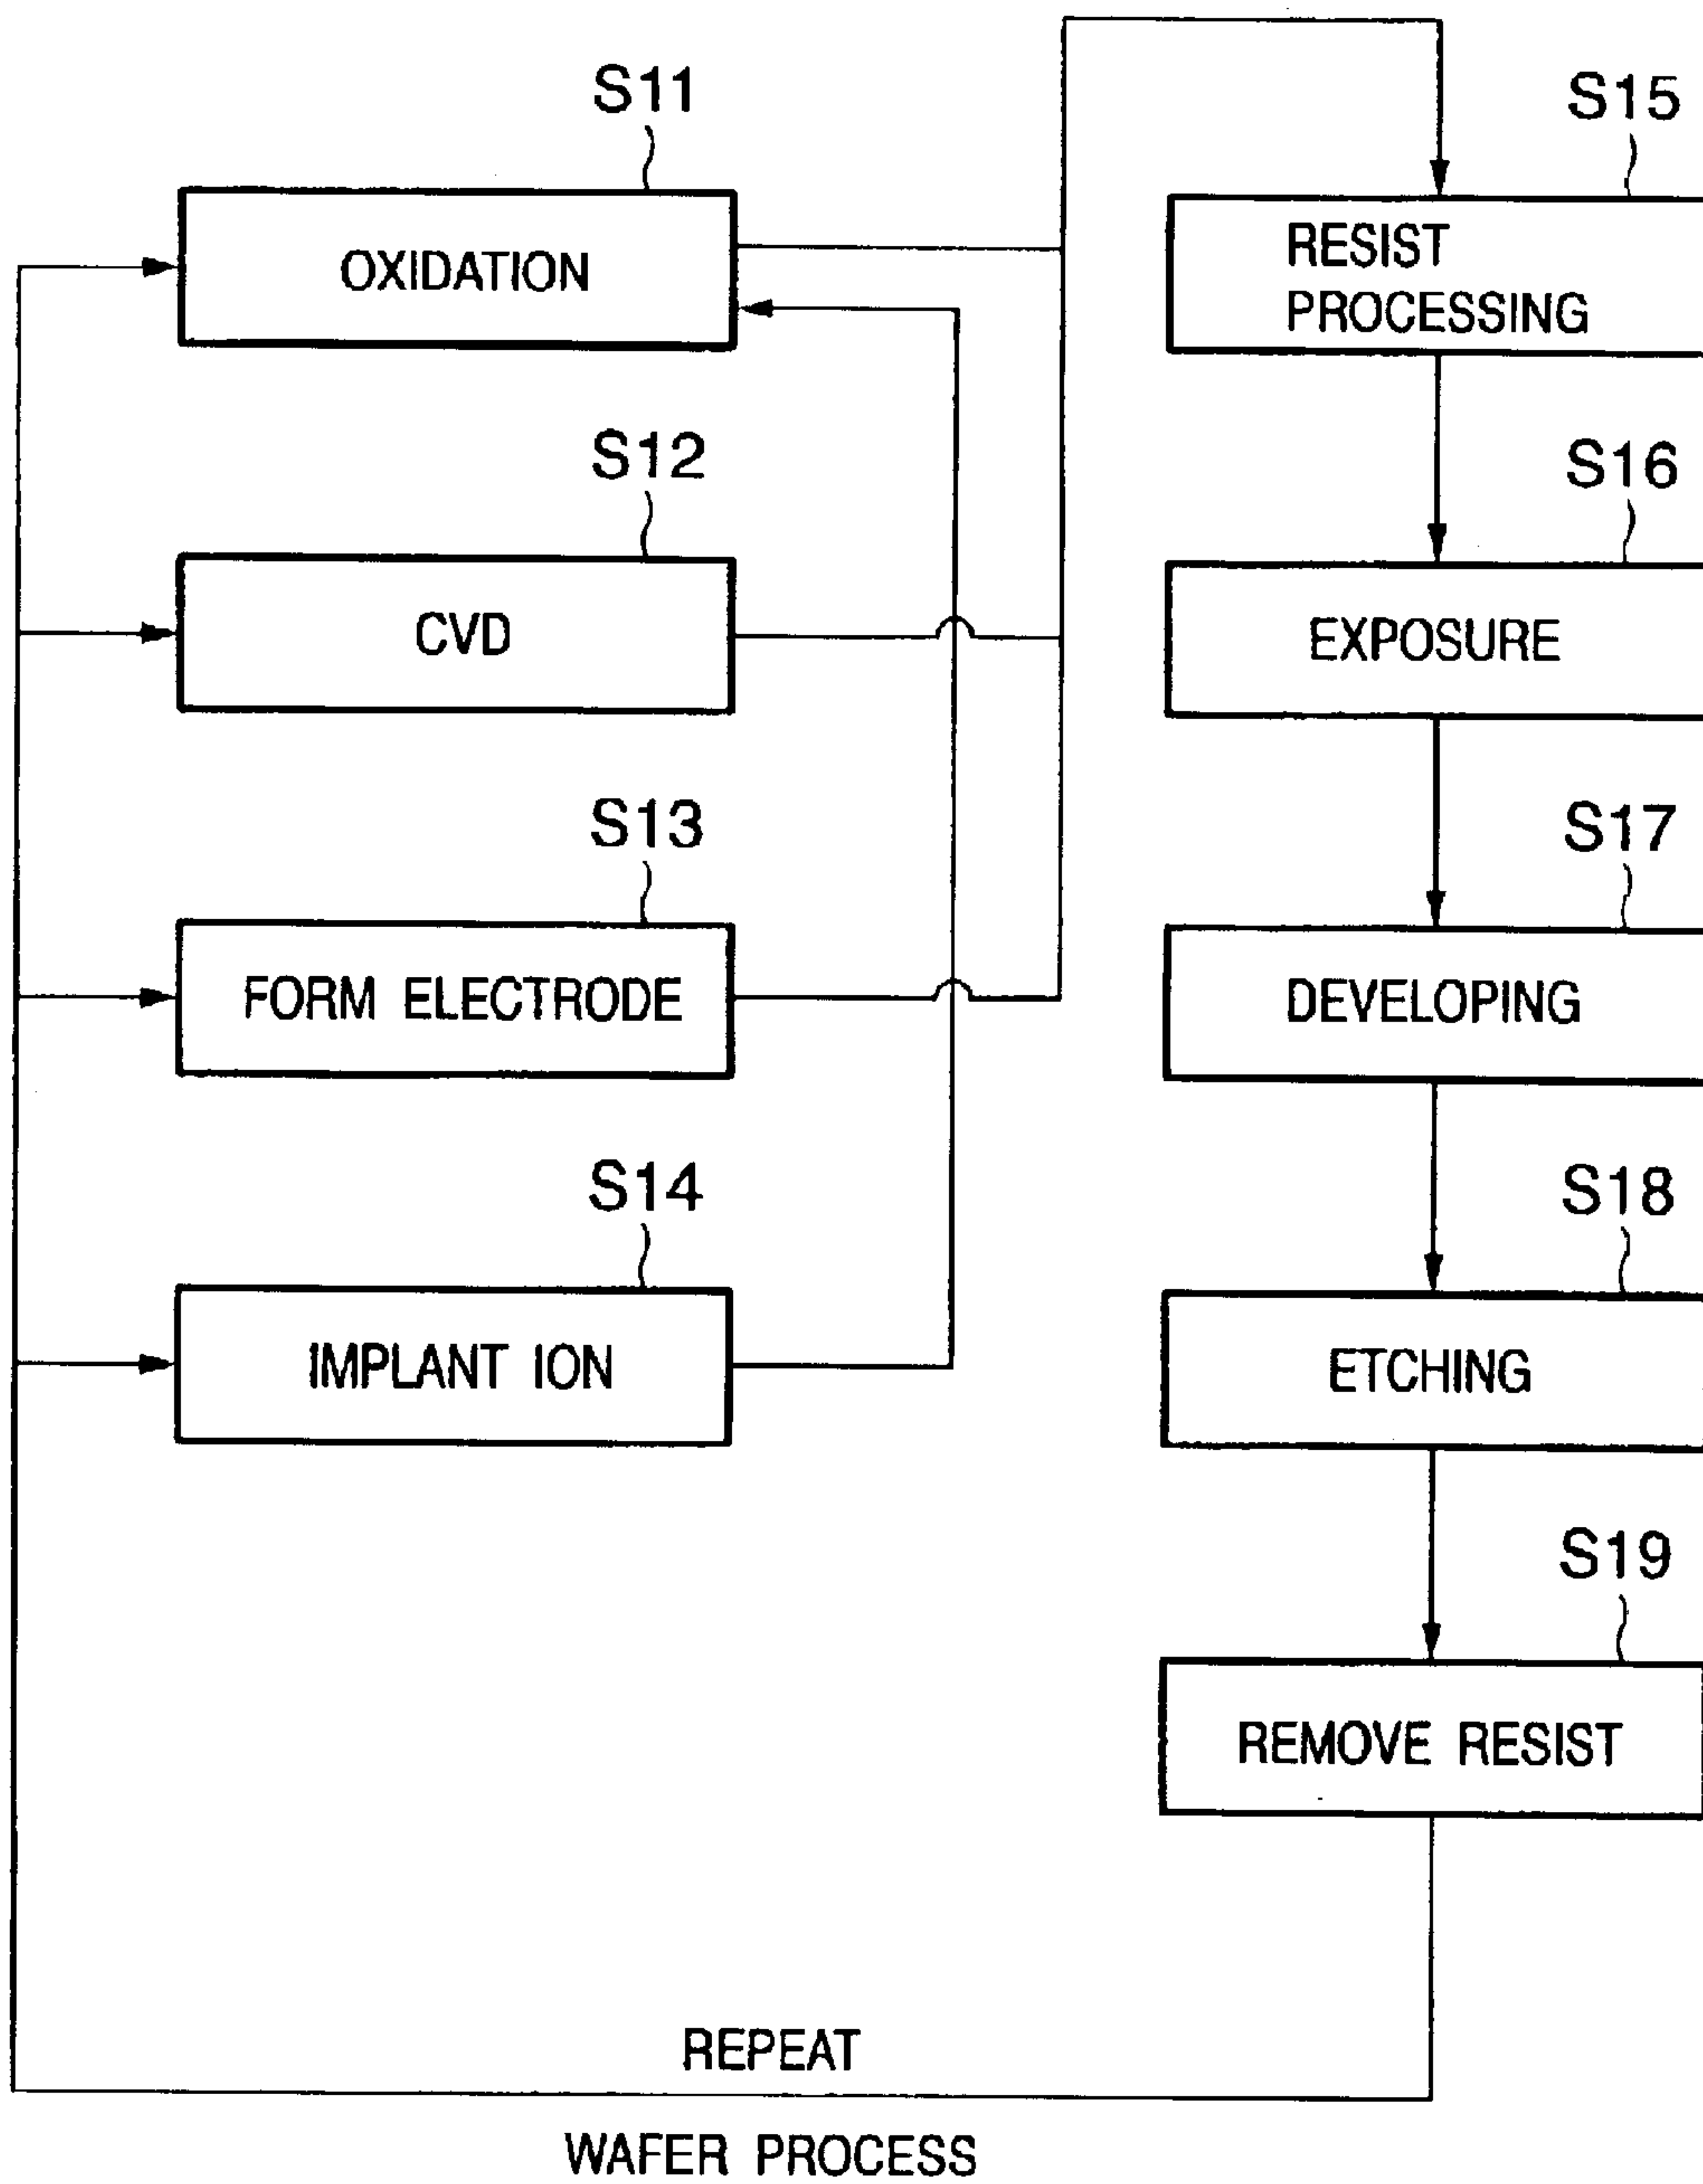 S11
OXIDATION
S12
CVD
S13
FORM ELECTRODE
S14
IMPLANT ION
S15
RESIST
PROCESSING
S16
EXPOSURE
S17
DEVELOPING
S18
ETCHING
S19
REMOVE RESIST
REPEAT
WAFER PROCESS